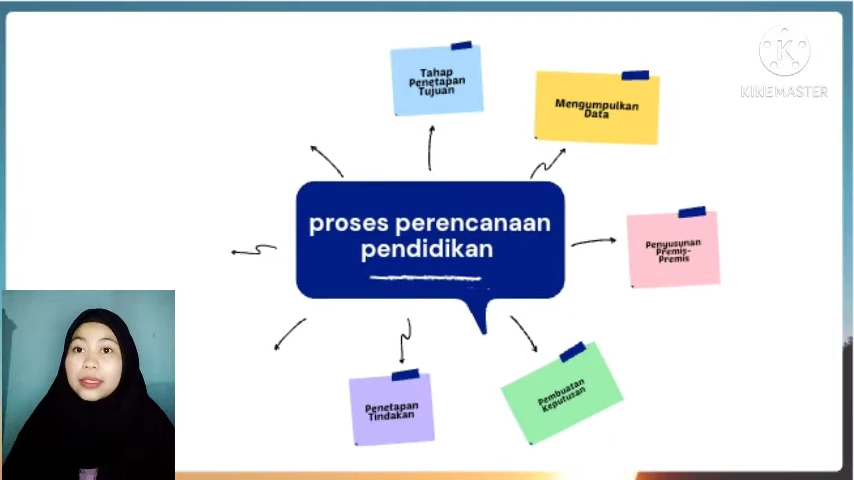 Tahap
Penetapan
Tujuan
Mengumpulkan
Data
KINEMASTER
proses perencanaan
pendidikan
Penyusunan
Premis-
Premis
Pembuatan
Keputusan
Penetapan
Tindakan